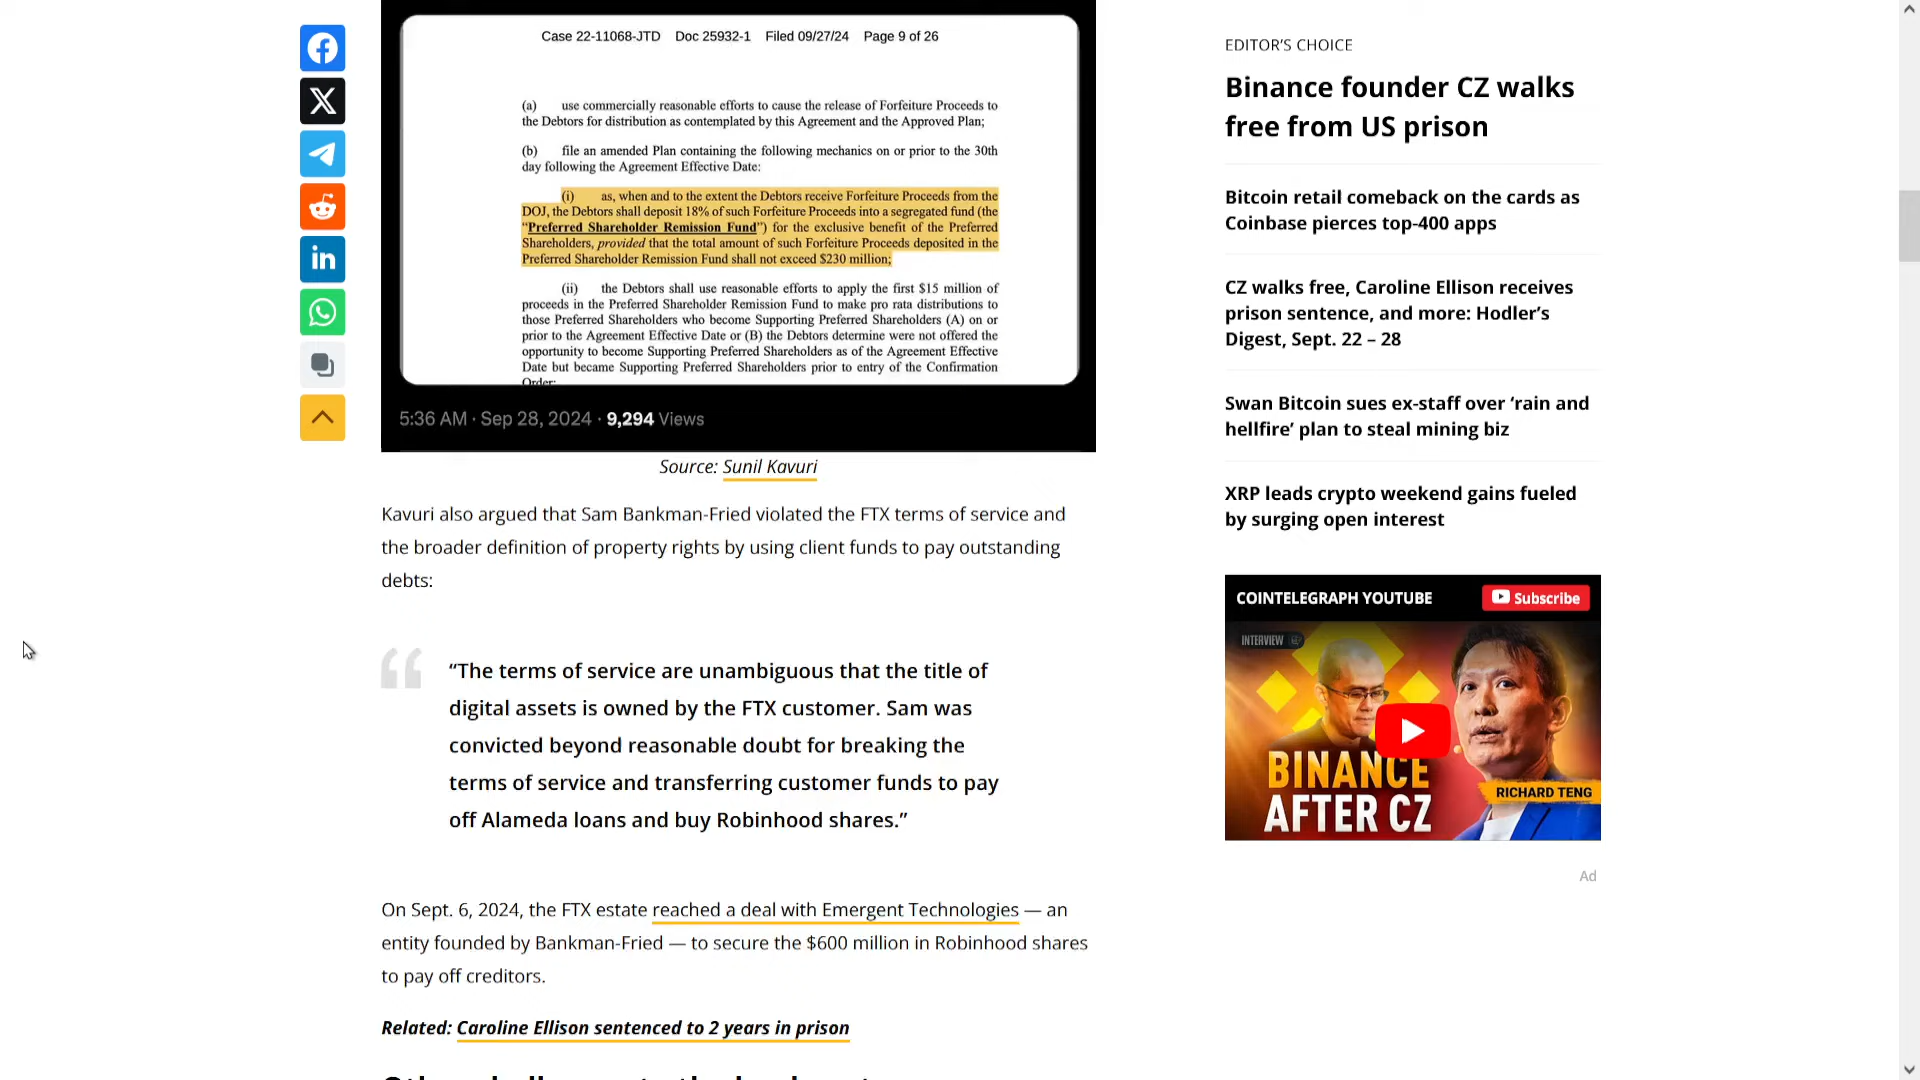 Case 22-11068-JTD Doc 25932-1 Filed 09/27/24 Page 9 of 26
(a) use commercially reasonable efforts to cause the release of Forfeiture Proceeds to
the Debtors for distribution as contemplated by this Agreement and the Approved Plan;
(b) file an amended Plan containing the following mechanics on or prior to the 30th
day following the Agreement Effective Date:
(i) as, when and to the extent the Debtors receive Forfeiture Proceeds from the
DOJ, the Debtors shall deposit 18% of such Forfeiture Proceeds into a segregated fund (the
“Preferred Shareholder Remission Fund”) for the exclusive benefit of the Preferred
Shareholders, provided that the total amount of such Forfeiture Proceeds deposited in the
Preferred Shareholder Remission Fund shall not exceed $230 million;
(ii) the Debtors shall use reasonable efforts to apply the first $15 million of
proceeds in the Preferred Shareholder Remission Fund to make pro rata distributions to
those Preferred Shareholders who become Supporting Preferred Shareholders (A) on or
prior to the Agreement Effective Date or (B) the Debtors determine were not offered the
opportunity to become Supporting Preferred Shareholders as of the Agreement Effective
Date but became Supporting Preferred Shareholders prior to entry of the Confirmation
Order;
5:36 AM · Sep 28, 2024 · 9,294 Views
Source: Sunil Kavuri
Kavuri also argued that Sam Bankman-Fried violated the FTX terms of service and
the broader definition of property rights by using client funds to pay outstanding
debts:
“The terms of service are unambiguous that the title of
digital assets is owned by the FTX customer. Sam was
convicted beyond reasonable doubt for breaking the
terms of service and transferring customer funds to pay
off Alameda loans and buy Robinhood shares.”
On Sept. 6, 2024, the FTX estate reached a deal with Emergent Technologies — an
entity founded by Bankman-Fried — to secure the $600 million in Robinhood shares
to pay off creditors.
Related: Caroline Ellison sentenced to 2 years in prison
EDITOR’S CHOICE
Binance founder CZ walks
free from US prison
Bitcoin retail comeback on the cards as
Coinbase pierces top-400 apps
CZ walks free, Caroline Ellison receives
prison sentence, and more: Hodler’s
Digest, Sept. 22 – 28
Swan Bitcoin sues ex-staff over ‘rain and
hellfire’ plan to steal mining biz
XRP leads crypto weekend gains fueled
by surging open interest
COINTELEGRAPH YOUTUBE
Subscribe
INTERVIEW
BINANCE
AFTER CZ
RICHARD TENG
Ad